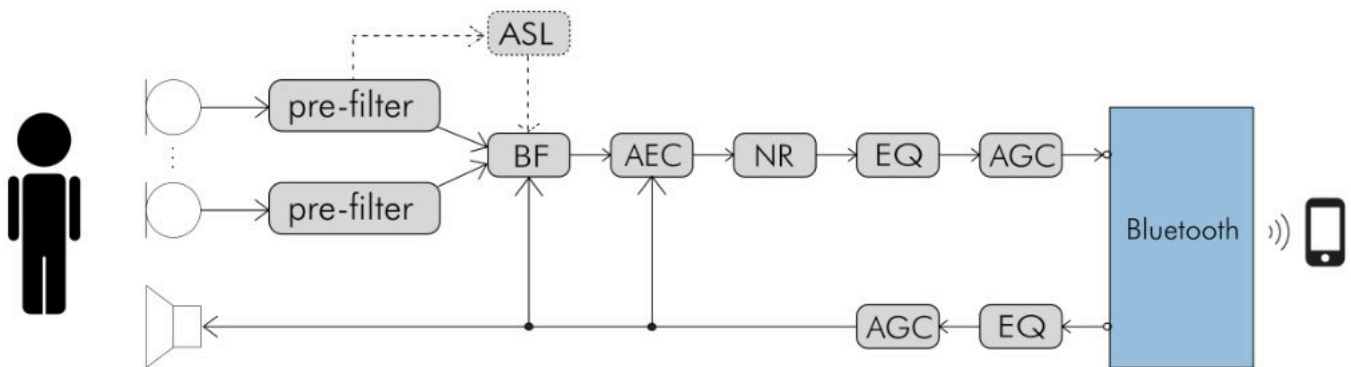 ASL
pre-filter
BF
AEC
NR
EQ
AGC
pre-filter
Bluetooth
AGC
EQ